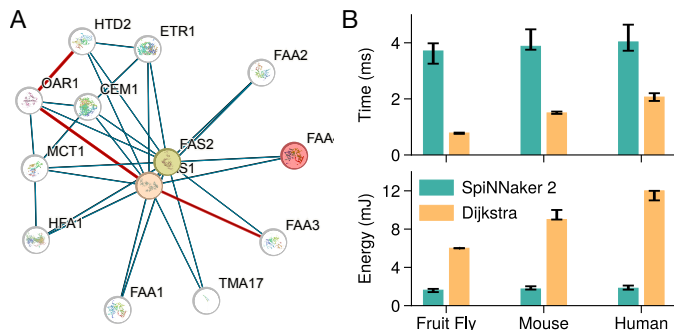 A
HTD2
ETR1
FAA2
OAR1
CEM1
FAS2
FAA
MCT1
S1
HFA1
FAA3
TMA17
FAA1
B
Time (ms)
4
2
0
Energy (mJ)
12
8
4
0
SpiNNaker 2
Dijkstra
Fruit Fly
Mouse
Human